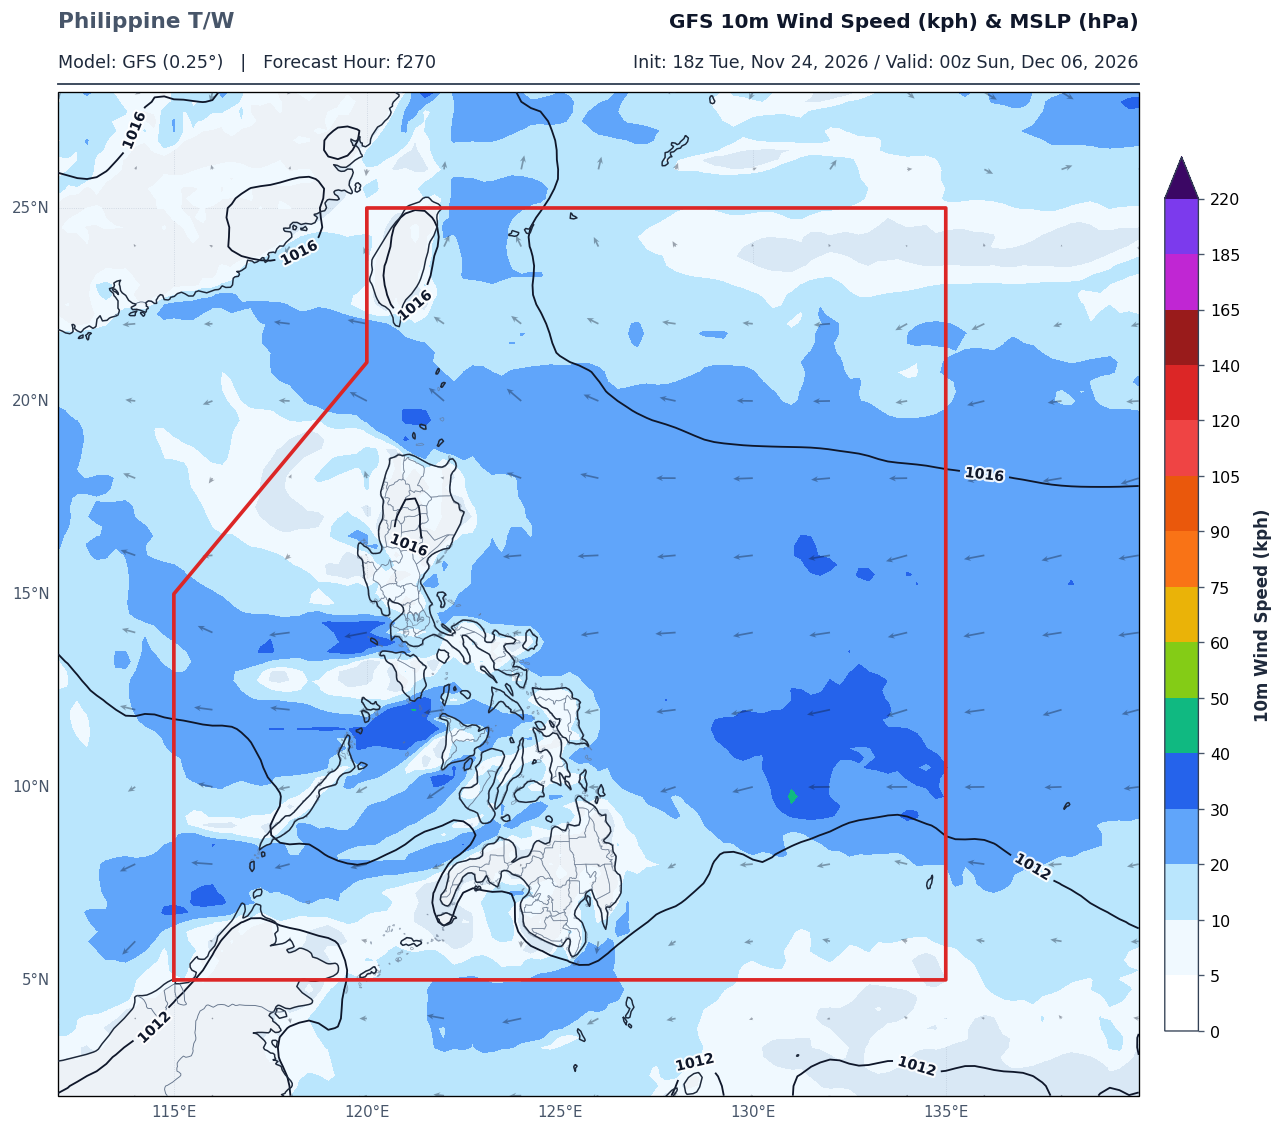 Philippine T/W
GFS 10m Wind Speed (kph) & MSLP (hPa)
Model: GFS (0.25°) | Forecast Hour: f270
Init: 18z Tue, Nov 24, 2026 / Valid: 00z Sun, Dec 06, 2026
1016
1016
1016
1016
1016
1012
1012
1012
1012
25°N
20°N
15°N
10°N
5°N
115°E
120°E
125°E
130°E
135°E
220
185
165
140
120
105
90
75
60
50
40
30
20
10
5
0
10m Wind Speed (kph)